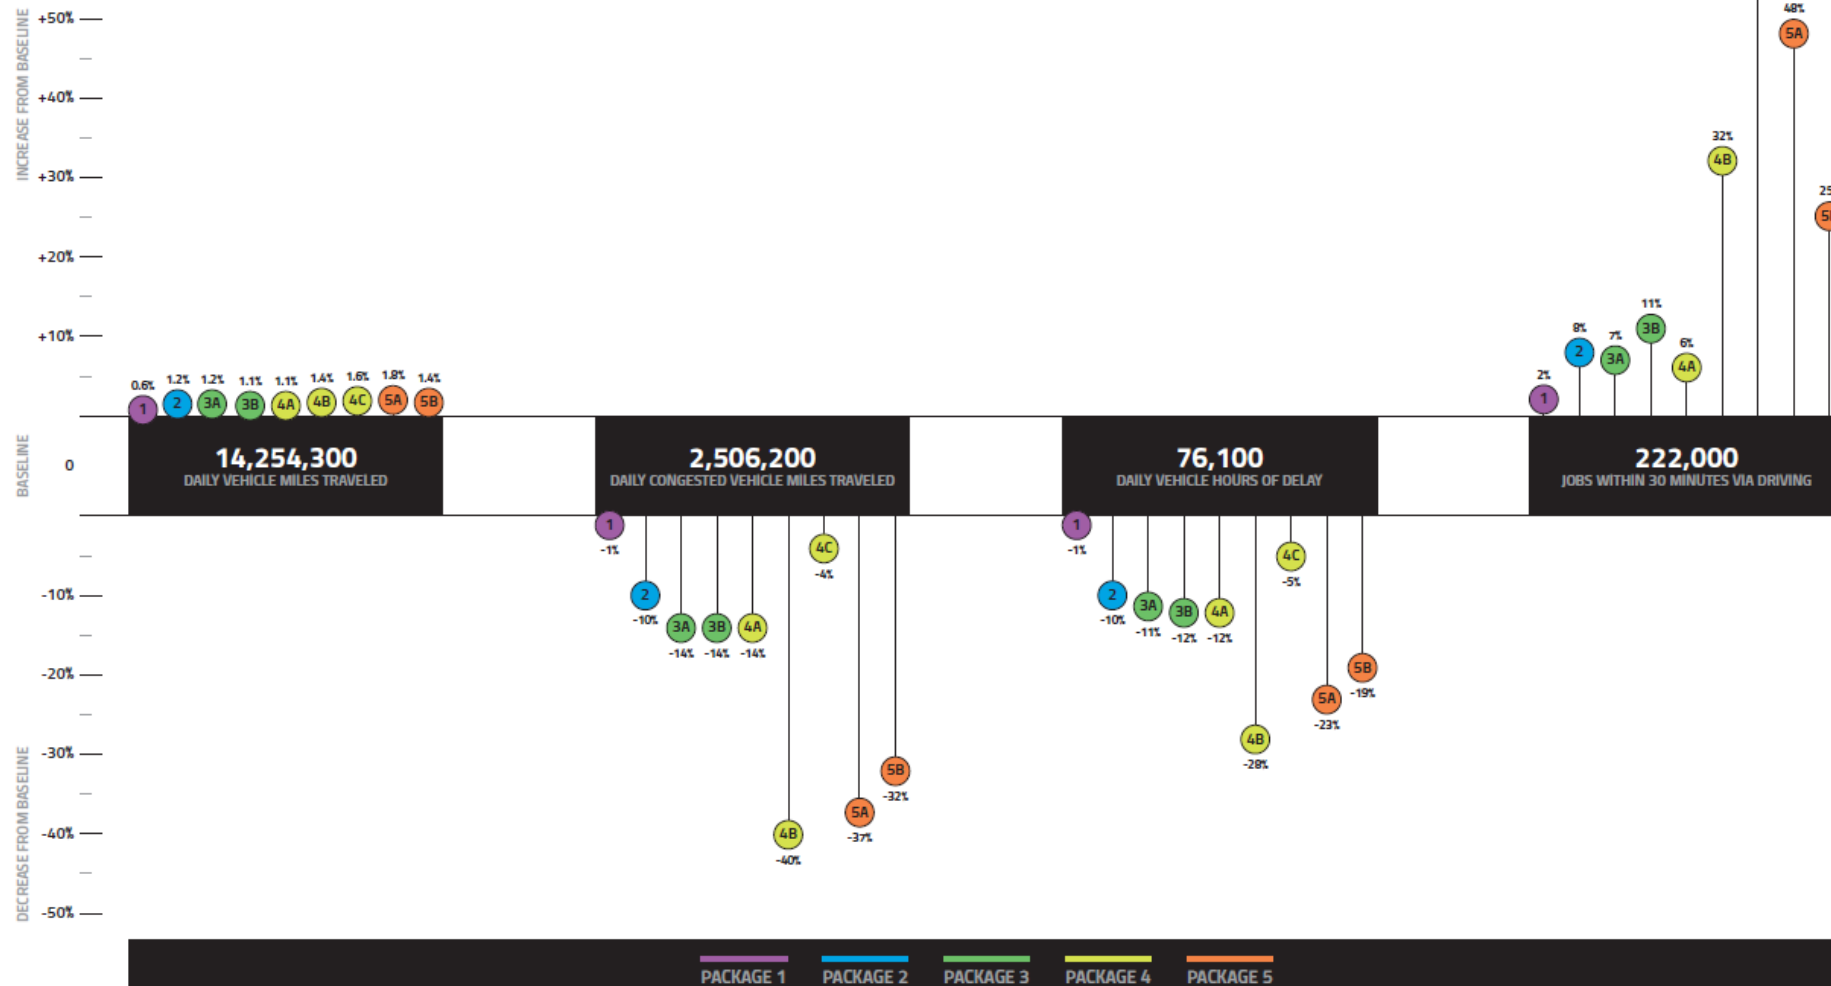 INCREASE FROM BASELINE
+50%
+40%
+30%
+20%
+10%
BASELINE
0
DECREASE FROM BASELINE
-10%
-20%
-30%
-40%
-50%
0.6% 1.2% 1.2% 1.1% 1.1% 1.4% 1.6% 1.8% 1.4%
1 2 3A 3B 4A 4B 4C 5A 5B
14,254,300
DAILY VEHICLE MILES TRAVELED
2,506,200
DAILY CONGESTED VEHICLE MILES TRAVELED
1 2 3A 3B 4A 4B 4C 5A 5B
-1% -10% -14% -14% -14% -40% -4% -37% -32%
76,100
DAILY VEHICLE HOURS OF DELAY
1 2 3A 3B 4A 4B 4C 5A 5B
-1% -10% -11% -12% -12% -28% -5% -23% -19%
2% 8% 7% 11% 6% 32% 48% 25
1 2 3A 3B 4A 4B 5A
222,000
JOBS WITHIN 30 MINUTES VIA DRIVING
PACKAGE 1 PACKAGE 2 PACKAGE 3 PACKAGE 4 PACKAGE 5